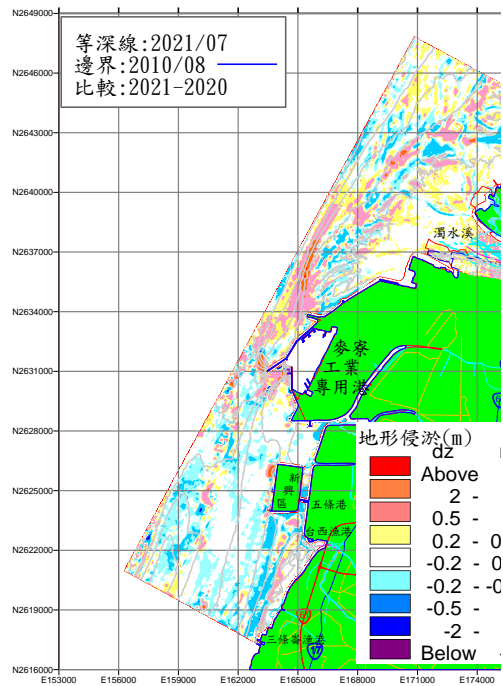 等深線:2021/07
邊界:2010/08
比較:2021-2020
N2649000
N2646000
N2643000
N2640000
N2637000
N2634000
N2631000
N2628000
N2625000
N2622000
N2619000
N2616000
E153000
E156000
E159000
E162000
E165000
E168000
E171000
E174000
濁水溪
麥寮
工業
專用港
新興區
五條港
台西漁港
三條崙漁港
17
地形侵淤(m)
dz
Above
2 -
0.5 -
0.2 - 0
-0.2 - 0
-0.2 - -0
-0.5 -
-2 -
Below